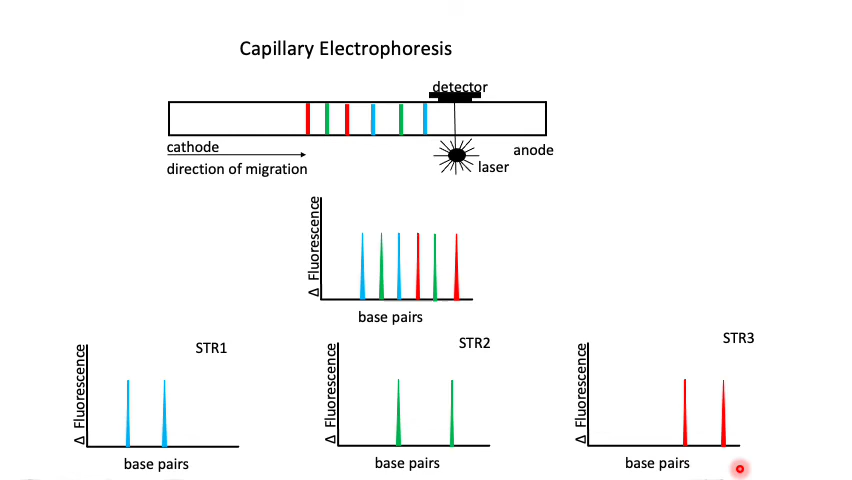 Capillary Electrophoresis
detector
cathode
anode
direction of migration
laser
Δ Fluorescence
base pairs
STR1
STR2
STR3
Δ Fluorescence
Δ Fluorescence
Δ Fluorescence
base pairs
base pairs
base pairs